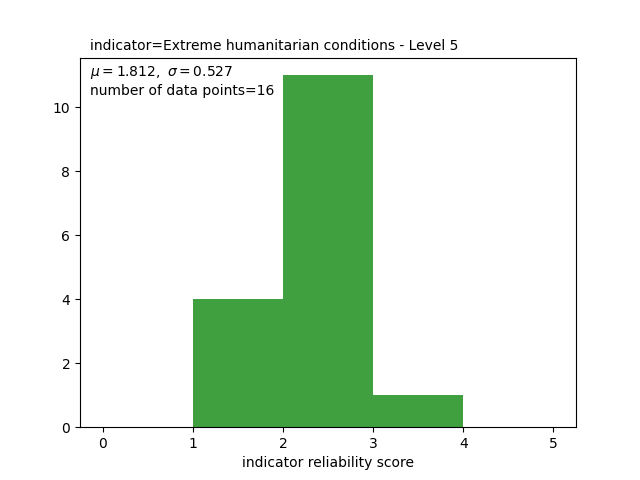 indicator=Extreme humanitarian conditions - Level 5
μ = 1.812, σ = 0.527
number of data points=16
10
8
6
4
2
0
0 1 2 3 4 5
indicator reliability score